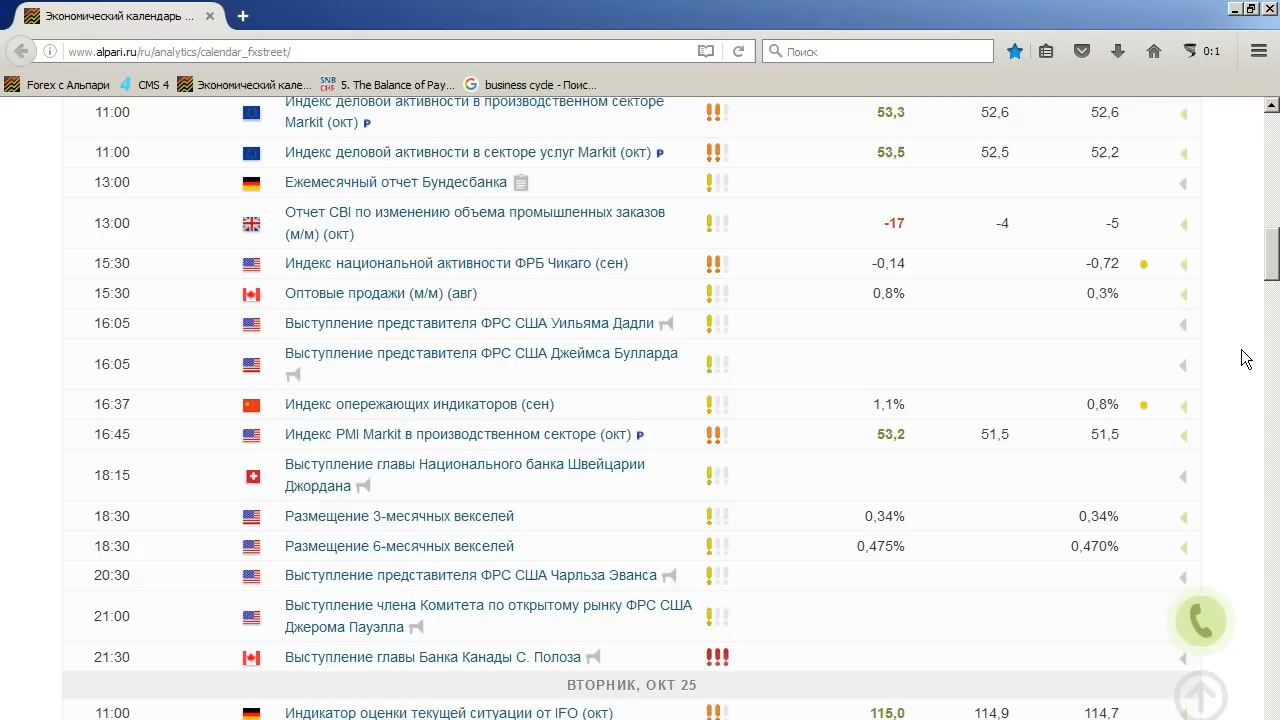 Экономический календарь ...
www.alpari.ru/ru/analytics/calendar_fxstreet/
Поиск
0:1
Forex с Альпари
CMS 4
Экономический кале...
SNB CHF 5. The Balance of Pay...
business cycle - Поис...
11:00 Индекс деловой активности в производственном секторе
Markit (окт) P 53,3 52,6 52,6
11:00 Индекс деловой активности в секторе услуг Markit (окт) P 53,5 52,5 52,2
13:00 Ежемесячный отчет Бундесбанка
13:00 Отчет CBI по изменению объема промышленных заказов
(м/м) (окт) -17 -4 -5
15:30 Индекс национальной активности ФРБ Чикаго (сен) -0,14 -0,72
15:30 Оптовые продажи (м/м) (авг) 0,8% 0,3%
16:05 Выступление представителя ФРС США Уильяма Дадли
16:05 Выступление представителя ФРС США Джеймса Булларда
16:37 Индекс опережающих индикаторов (сен) 1,1% 0,8%
16:45 Индекс PMI Markit в производственном секторе (окт) P 53,2 51,5 51,5
18:15 Выступление главы Национального банка Швейцарии
Джордана
18:30 Размещение 3-месячных векселей 0,34% 0,34%
18:30 Размещение 6-месячных векселей 0,475% 0,470%
20:30 Выступление представителя ФРС США Чарльза Эванса
21:00 Выступление члена Комитета по открытому рынку ФРС США
Джерома Пауэлла
21:30 Выступление главы Банка Канады С. Полоза
ВТОРНИК, ОКТ 25
11:00 Индикатор оценки текущей ситуации от IFO (окт) 115,0 114,9 114,7